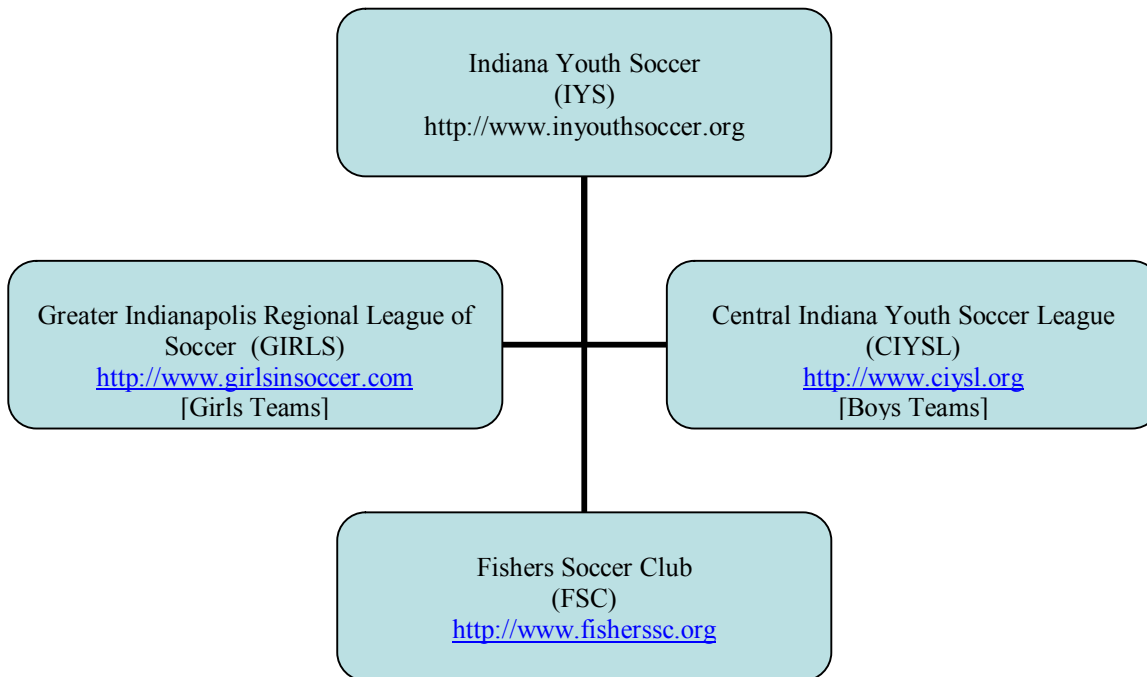 Indiana Youth Soccer
(IYS)
http://www.inyouthsoccer.org
Greater Indianapolis Regional League of
Soccer (GIRLS)
http://www.girlsinsoccer.com
[Girls Teams]
Central Indiana Youth Soccer League
(CIYSL)
http://www.ciysl.org
[Boys Teams]
Fishers Soccer Club
(FSC)
http://www.fishersssc.org